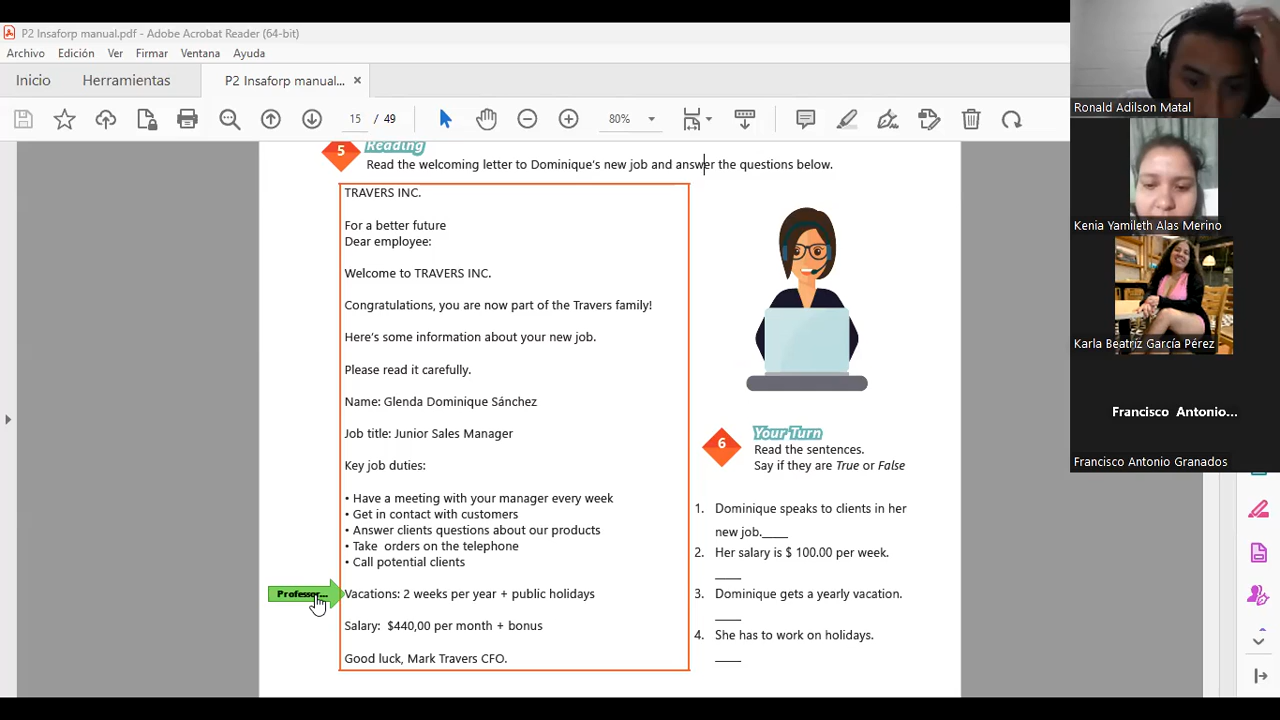 P2 Insaforp manual.pdf - Adobe Acrobat Reader (64-bit)
Archivo Edición Ver Firmar Ventana Ayuda
Inicio Herramientas P2 Insaforp manual... ×
15 / 49 80%
5 Reading
Read the welcoming letter to Dominique's new job and answer the questions below.
TRAVERS INC.
For a better future
Dear employee:
Welcome to TRAVERS INC.
Congratulations, you are now part of the Travers family!
Here's some information about your new job.
Please read it carefully.
Name: Glenda Dominique Sánchez
Job title: Junior Sales Manager
Key job duties:
• Have a meeting with your manager every week
• Get in contact with customers
• Answer clients questions about our products
• Take orders on the telephone
• Call potential clients
Professor...
Vacations: 2 weeks per year + public holidays
Salary: $440,00 per month + bonus
Good luck, Mark Travers CFO.
6 Your Turn
Read the sentences.
Say if they are True or False
1. Dominique speaks to clients in her
new job.____
2. Her salary is $ 100.00 per week.
____
3. Dominique gets a yearly vacation.
____
4. She has to work on holidays.
____
Ronald Adilson Matal
Kenia Yamileth Alas Merino
Karla Beatríz García Pérez
Francisco Antonio...
Francisco Antonio Granados